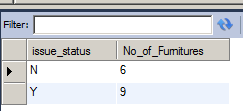 Filter:
issue_status No_of_Furnitures
N 6
Y 9